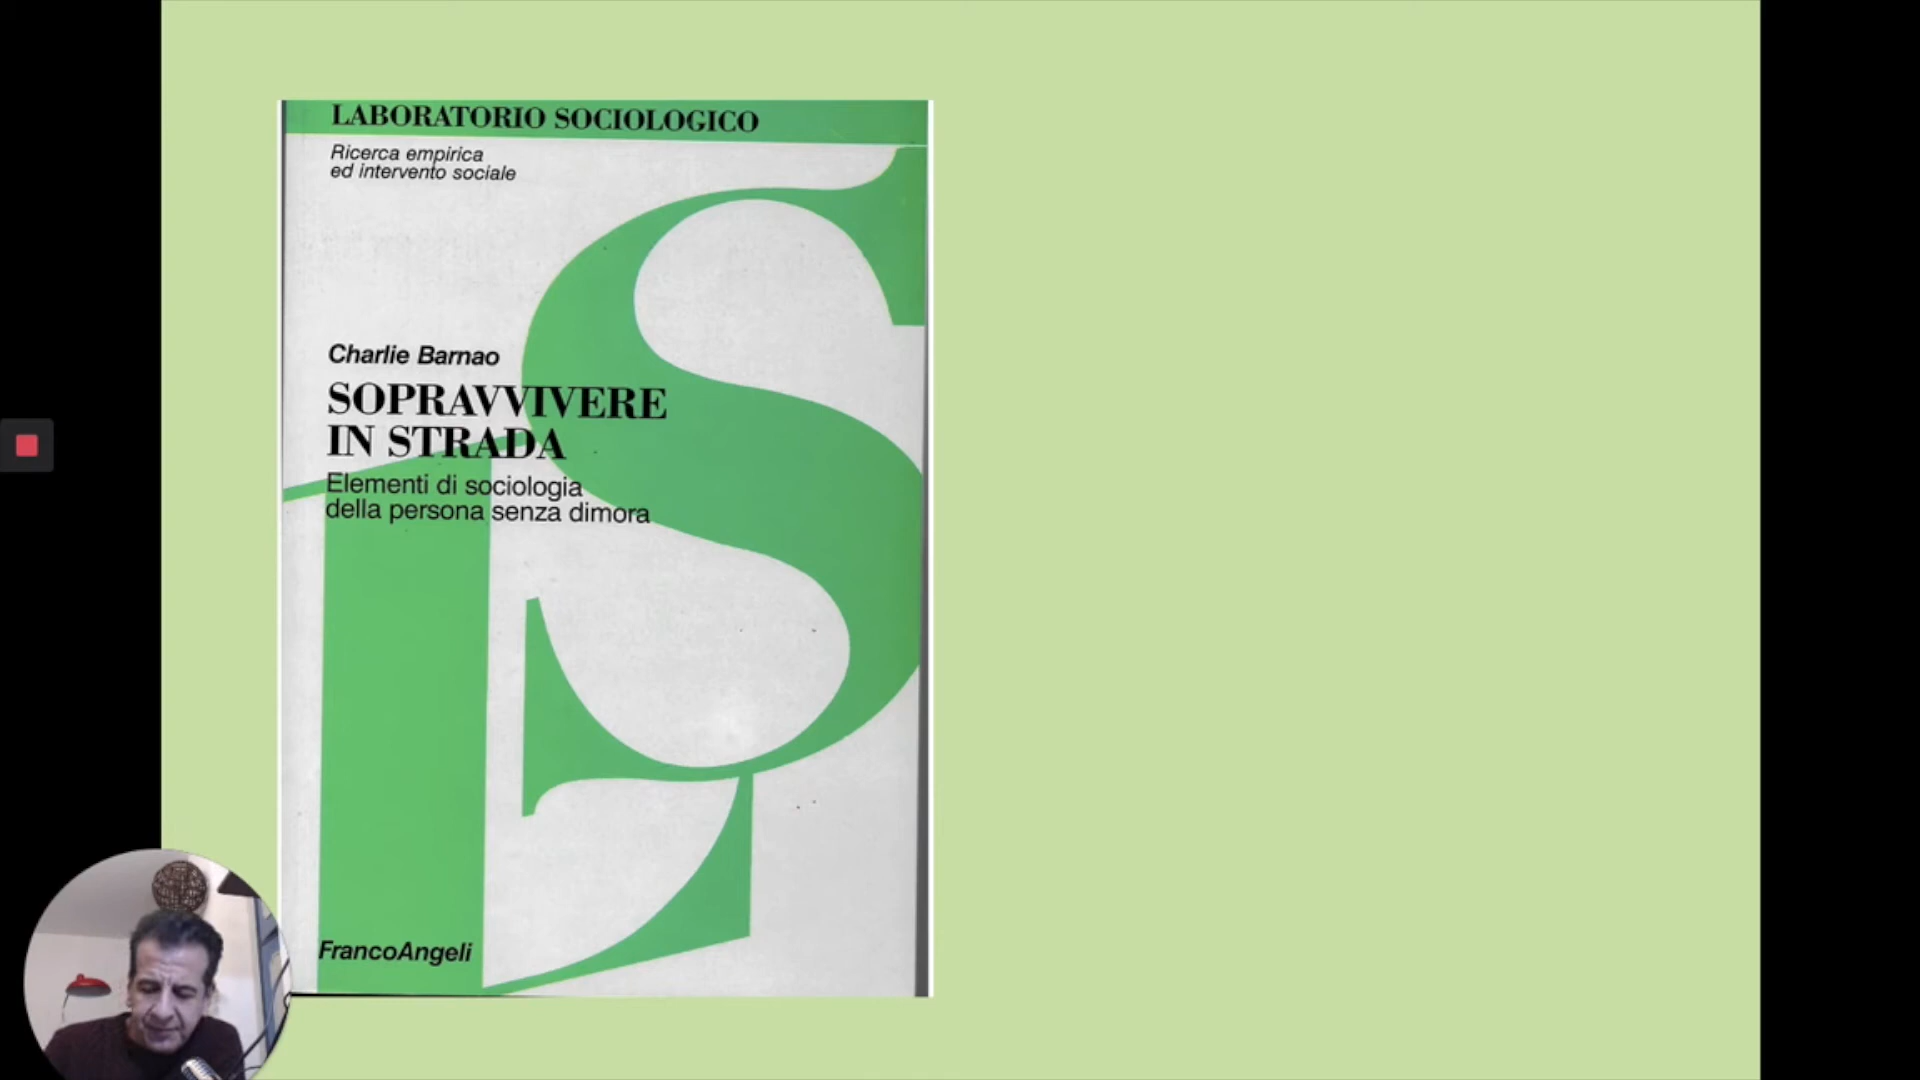 LABORATORIO SOCIOLOGICO
Ricerca empirica
ed intervento sociale
Charlie Barnao
SOPRAVVIVERE
IN STRADA
Elementi di sociologia
della persona senza dimora
FrancoAngeli